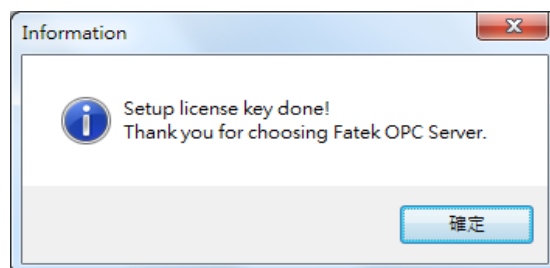 Information
Setup license key done!
Thank you for choosing Fatek OPC Server.
確定